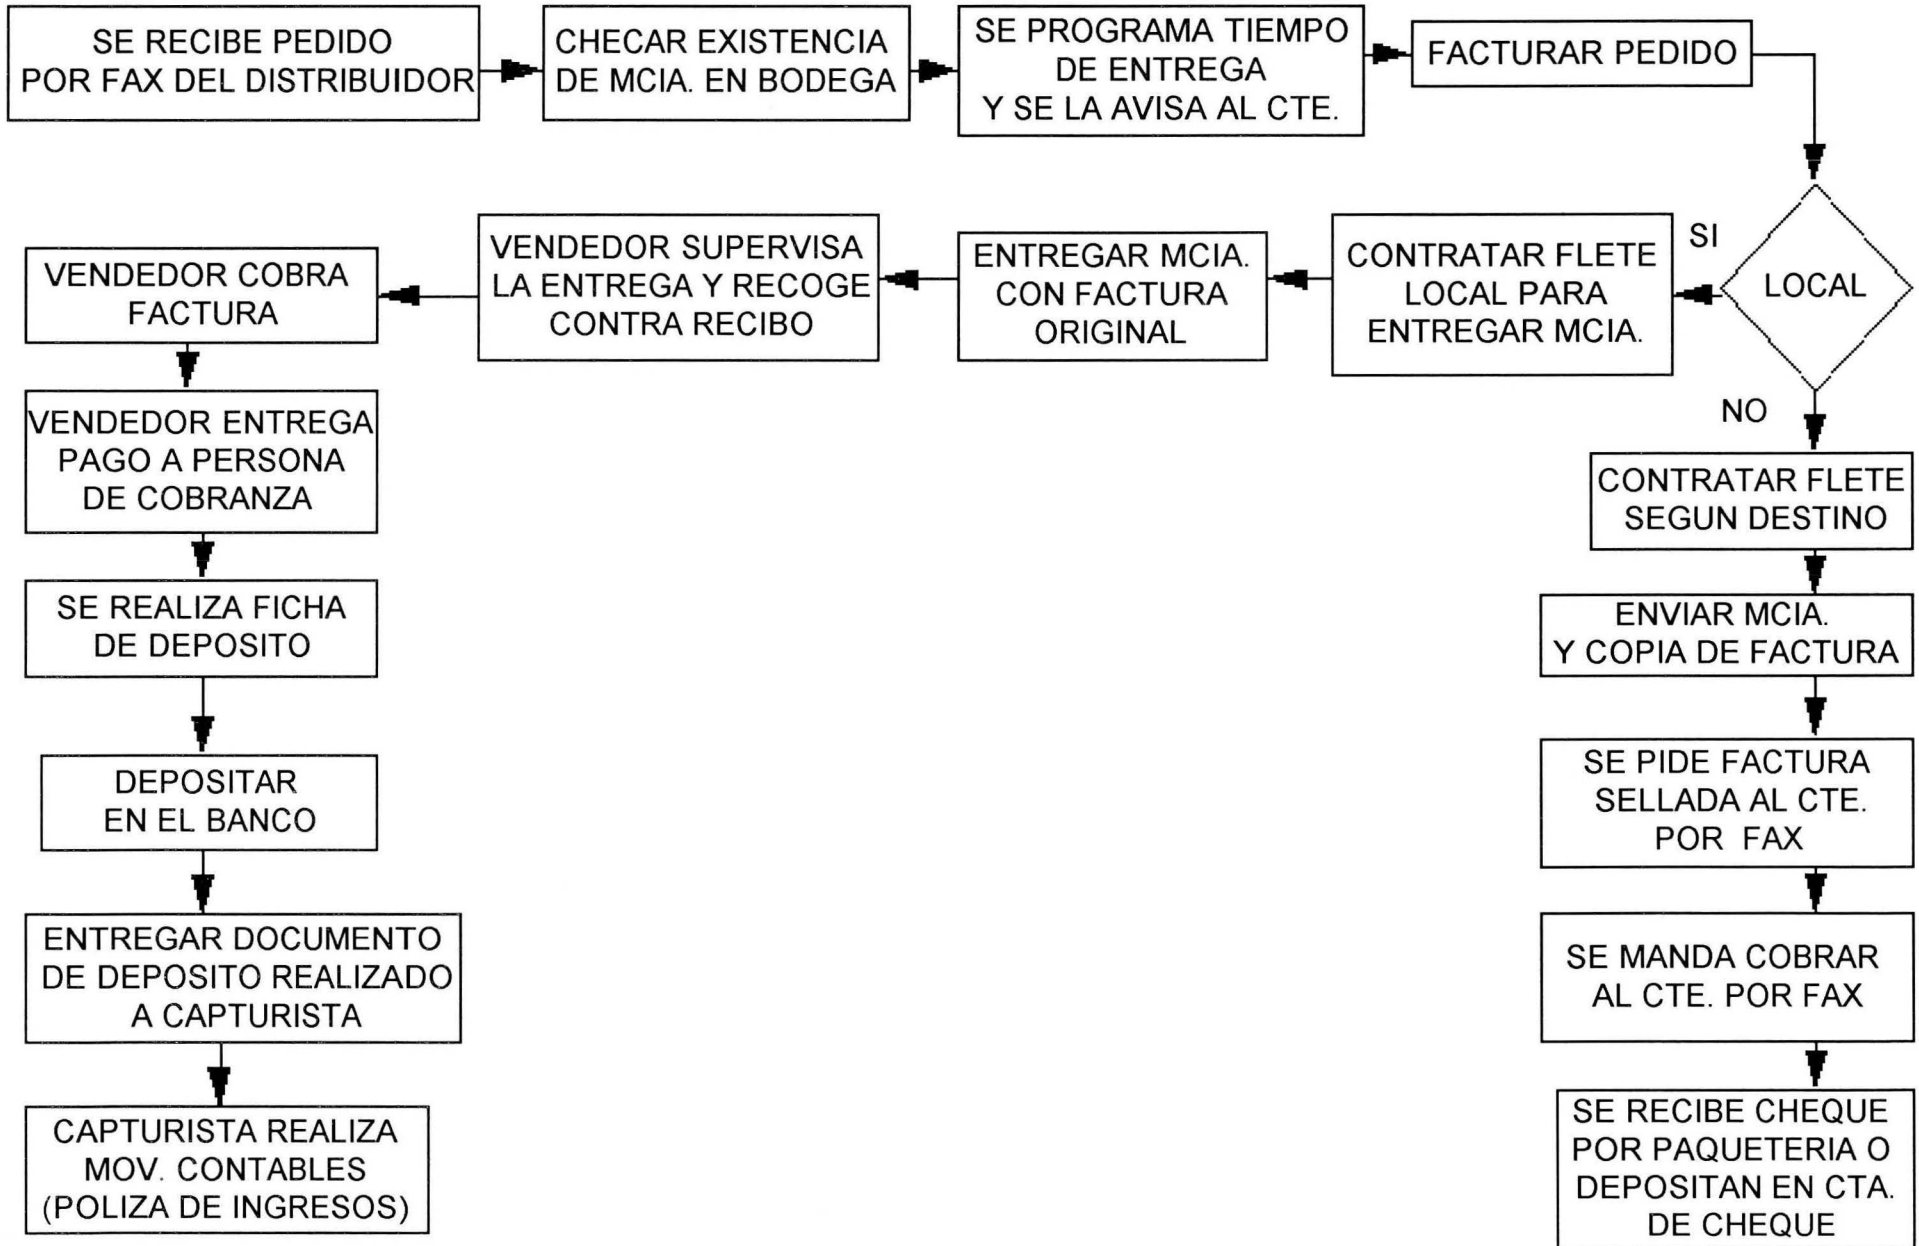 SE RECIBE PEDIDO
POR FAX DEL DISTRIBUIDOR
CHECAR EXISTENCIA
DE MCIA. EN BODEGA
SE PROGRAMA TIEMPO
DE ENTREGA
Y SE LA AVISA AL CTE.
FACTURAR PEDIDO
LOCAL
SI
CONTRATAR FLETE
LOCAL PARA
ENTREGAR MCIA.
ENTREGAR MCIA.
CON FACTURA
ORIGINAL
VENDEDOR SUPERVISA
LA ENTREGA Y RECOGE
CONTRA RECIBO
VENDEDOR COBRA
FACTURA
VENDEDOR ENTREGA
PAGO A PERSONA
DE COBRANZA
SE REALIZA FICHA
DE DEPOSITO
DEPOSITAR
EN EL BANCO
ENTREGAR DOCUMENTO
DE DEPOSITO REALIZADO
A CAPTURISTA
CAPTURISTA REALIZA
MOV. CONTABLES
(POLIZA DE INGRESOS)
NO
CONTRATAR FLETE
SEGUN DESTINO
ENVIAR MCIA.
Y COPIA DE FACTURA
SE PIDE FACTURA
SELLADA AL CTE.
POR FAX
SE MANDA COBRAR
AL CTE. POR FAX
SE RECIBE CHEQUE
POR PAQUETERIA O
DEPOSITAN EN CTA.
DE CHEQUE